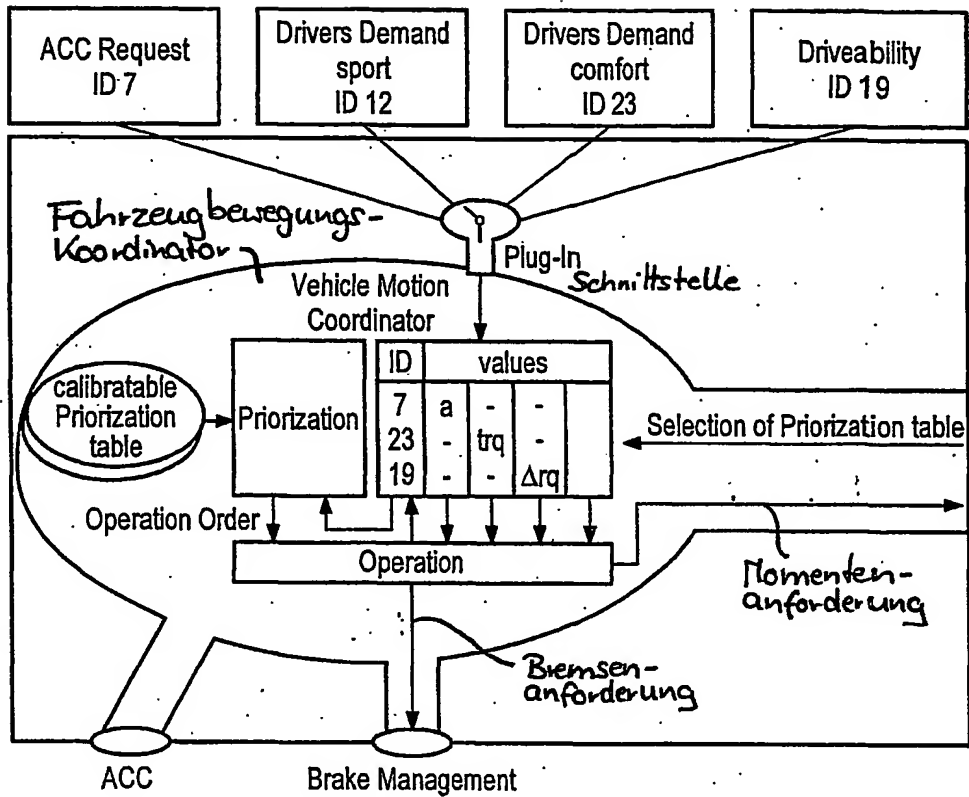 ACC Request
ID 7
Drivers Demand
sport
ID 12
Drivers Demand
comfort
ID 23
Driveability
ID 19
Fahrzeugbewegungs-
Koordinator
Plug-In
Schnittstelle
Vehicle Motion
Coordinator
calibratable
Priorization
table
Priorization
ID values
7 a - -
23 - trq -
19 - - Δrq
Selection of Priorization table
Operation Order
Operation
Momenten-
anforderung
Bremsen-
anforderung
ACC
Brake Management